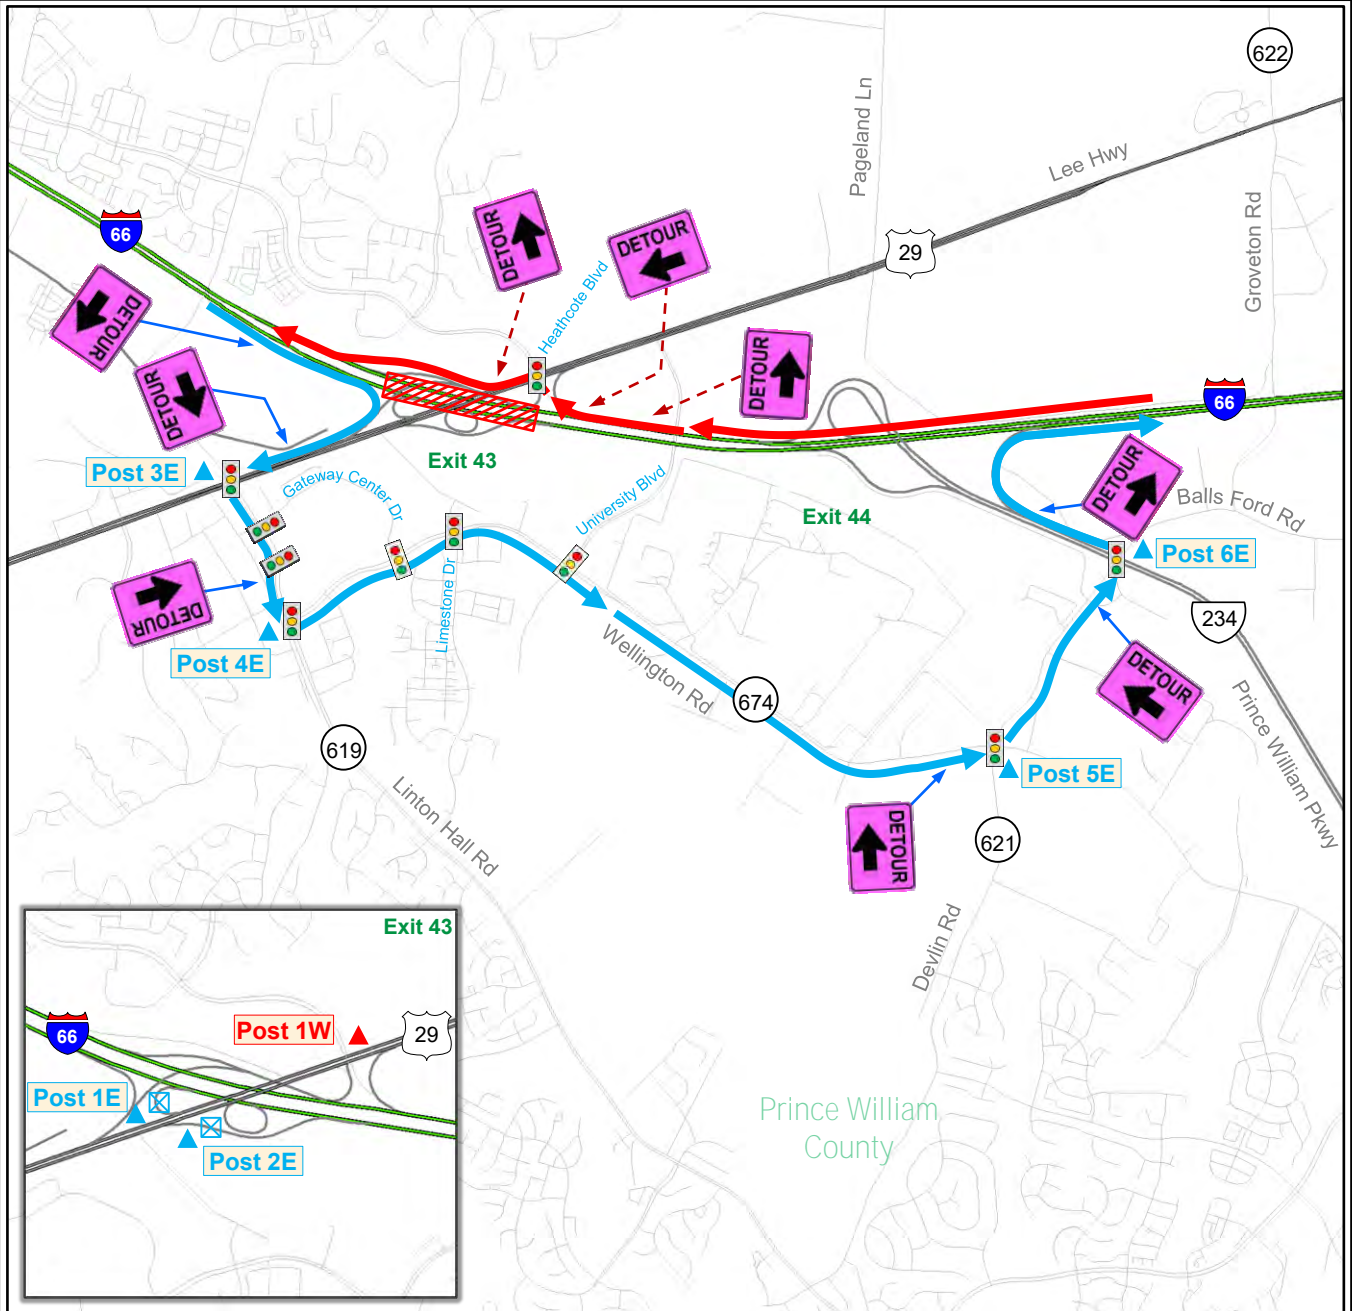 622
Pageland Ln
Lee Hwy
Groveton Rd
66
29
DETOUR
DETOUR
Heathcote Blvd
DETOUR
DETOUR
DETOUR
66
Post 3E
Exit 43
Gateway Center Dr
University Blvd
Exit 44
DETOUR
Balls Ford Rd
Post 6E
Limestone Dr
DETOUR
234
Post 4E
Wellington Rd
674
DETOUR
Prince William Pkwy
619
Post 5E
Linton Hall Rd
DETOUR
621
Devlin Rd
Exit 43
66
Post 1W
29
Post 1E
Post 2E
Prince William
County